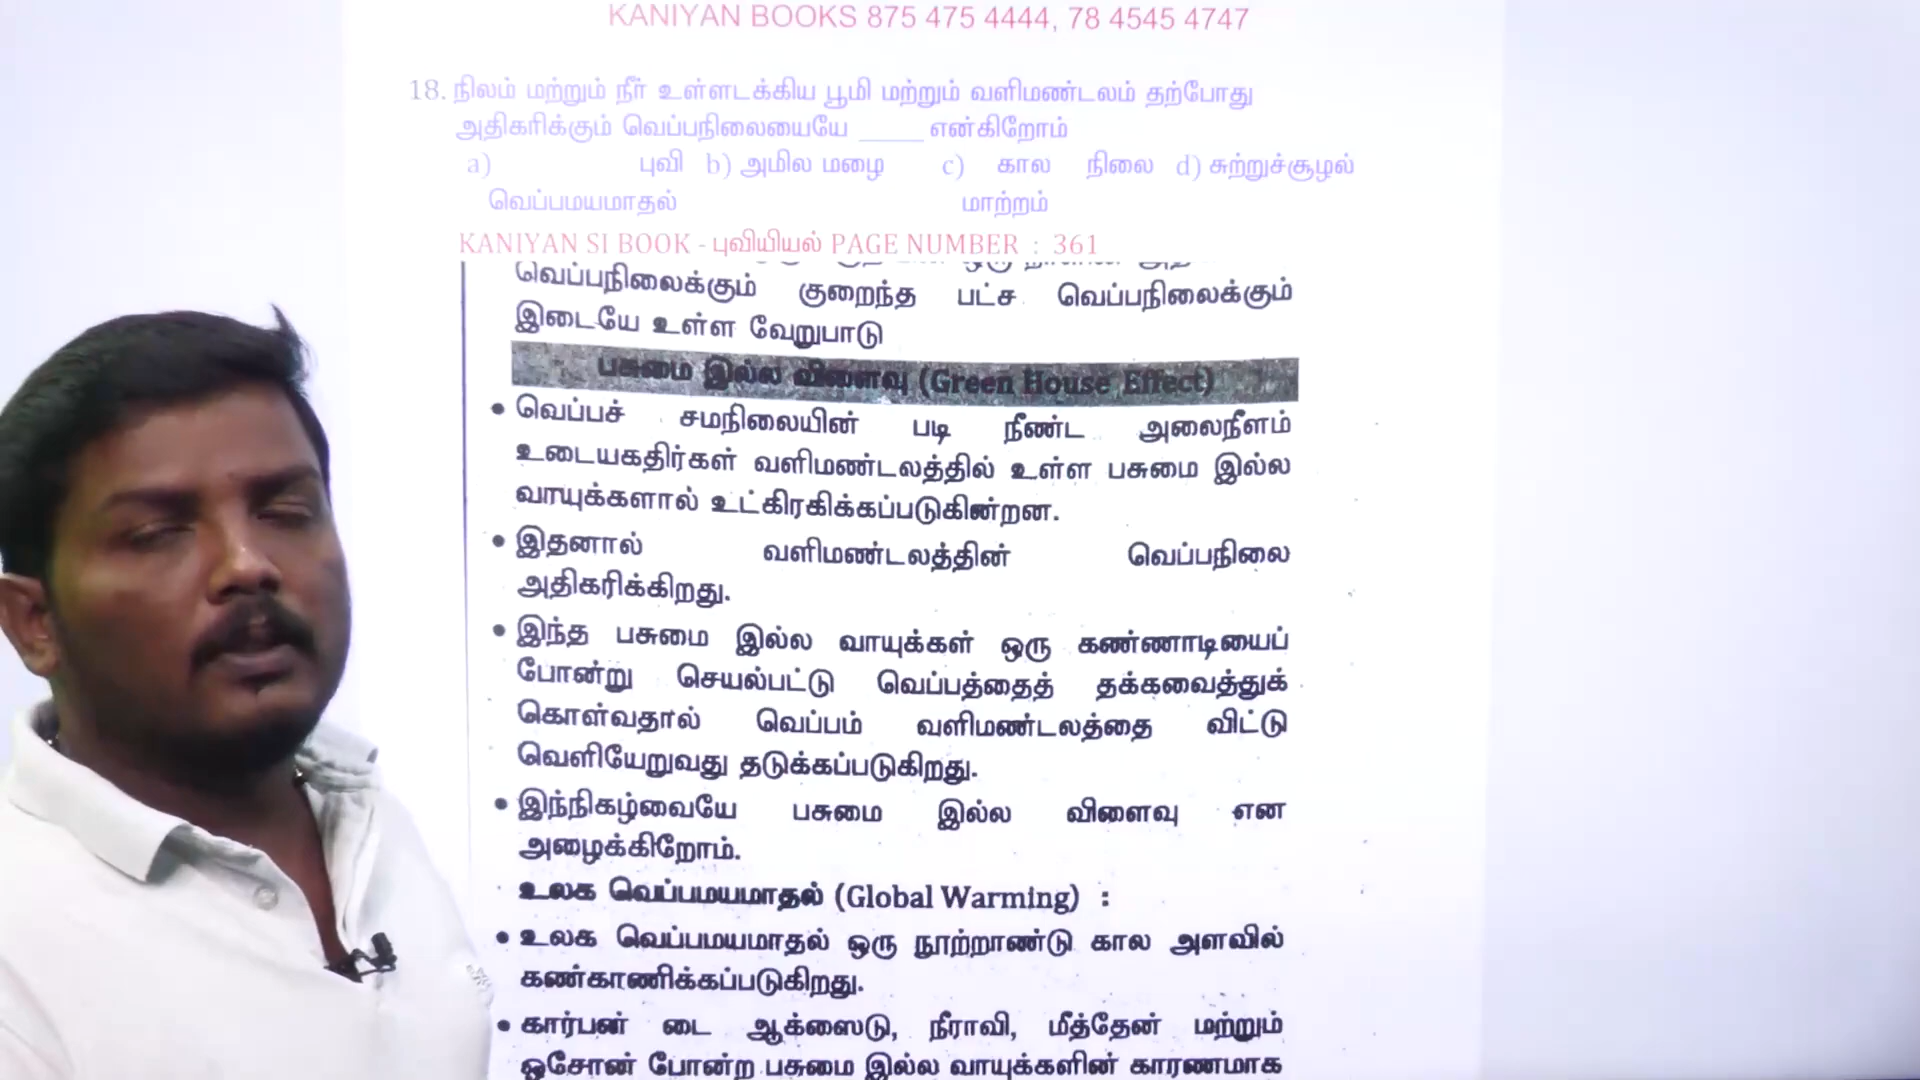 KANIYAN BOOKS 875 475 4444, 78 4545 4747
18. நிலம் மற்றும் நீர் உள்ளடக்கிய பூமி மற்றும் வளிமண்டலம் தற்போது
அதிகரிக்கும் வெப்பநிலையையே _____ என்கிறோம்
a) புவி b) அமில மழை c) கால நிலை d) சுற்றுச்சூழல்
வெப்பமயமாதல் மாற்றம்
KANIYAN SI BOOK - புவியியல் PAGE NUMBER : 361
வெப்பநிலைக்கும் குறைந்த பட்ச வெப்பநிலைக்கும்
இடையே உள்ள வேறுபாடு
பசுமை இல்ல விளைவு (Green House Effect)
• வெப்பச் சமநிலையின் படி நீண்ட அலைநீளம்
உடையகதிர்கள் வளிமண்டலத்தில் உள்ள பசுமை இல்ல
வாயுக்களால் உட்கிரகிக்கப்படுகின்றன.
• இதனால் வளிமண்டலத்தின் வெப்பநிலை
அதிகரிக்கிறது.
• இந்த பசுமை இல்ல வாயுக்கள் ஒரு கண்ணாடியைப்
போன்று செயல்பட்டு வெப்பத்தைத் தக்கவைத்துக்
கொள்வதால் வெப்பம் வளிமண்டலத்தை விட்டு
வெளியேறுவது தடுக்கப்படுகிறது.
• இந்நிகழ்வையே பசுமை இல்ல விளைவு என
அழைக்கிறோம்.
உலக வெப்பமயமாதல் (Global Warming) :
• உலக வெப்பமயமாதல் ஒரு நூற்றாண்டு கால அளவில்
கண்காணிக்கப்படுகிறது.
• கார்பன் டை ஆக்ஸைடு, நீராவி, மீத்தேன் மற்றும்
ஓசோன் போன்ற பசுமை இல்ல வாயுக்களின் காரணமாக